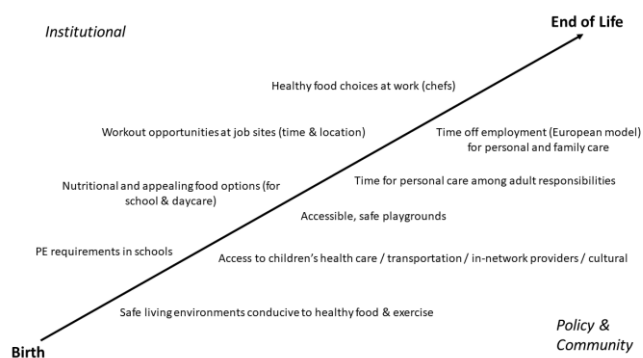 End of Life
Institutional
Healthy food choices at work (chefs)
Workout opportunities at job sites (time & location)
Time off employment (European model)
for personal and family care
Nutritional and appealing food options (for
school & daycare)
Time for personal care among adult responsibilities
Accessible, safe playgrounds
PE requirements in schools
Access to children's health care / transportation / in-network providers / cultural
Safe living environments conducive to healthy food & exercise
Policy &
Community
Birth